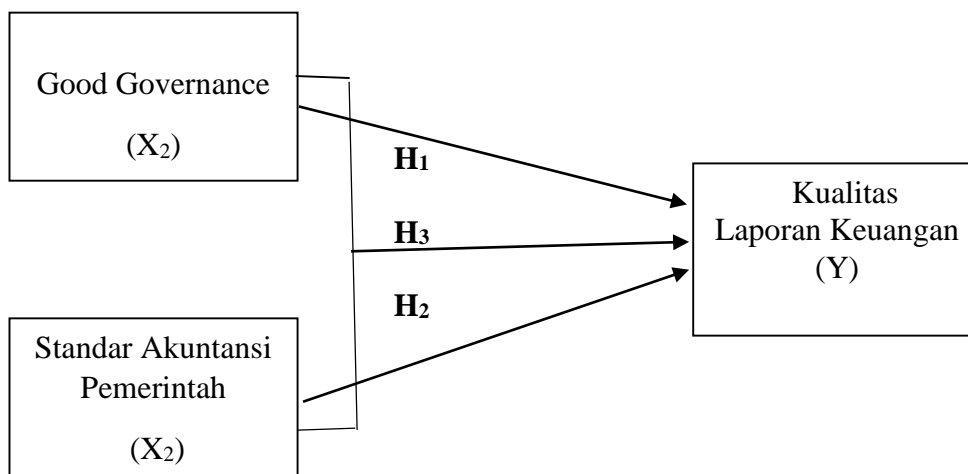 Good Governance
(X₂)
H₁
Kualitas
Laporan Keuangan
(Y)
H₃
H₂
Standar Akuntansi
Pemerintah
(X₂)